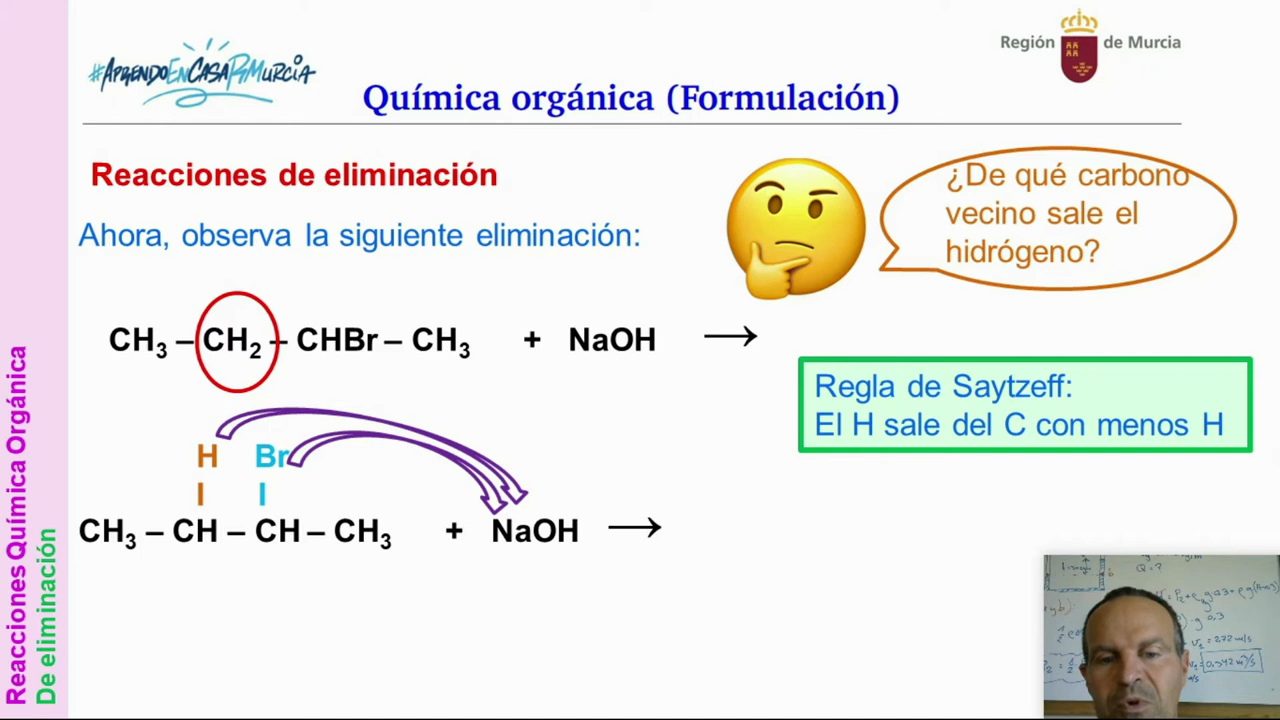 #AprendoEnCasaRMurcia
Región de Murcia
Química orgánica (Formulación)
Reacciones de eliminación
¿De qué carbono
vecino sale el
hidrógeno?
Ahora, observa la siguiente eliminación:
CH₃ – CH₂ – CHBr – CH₃ + NaOH →
Regla de Saytzeff:
El H sale del C con menos H
H Br
I I
CH₃ – CH – CH – CH₃ + NaOH →
Reacciones Química Orgánica
De eliminación
Q = ?